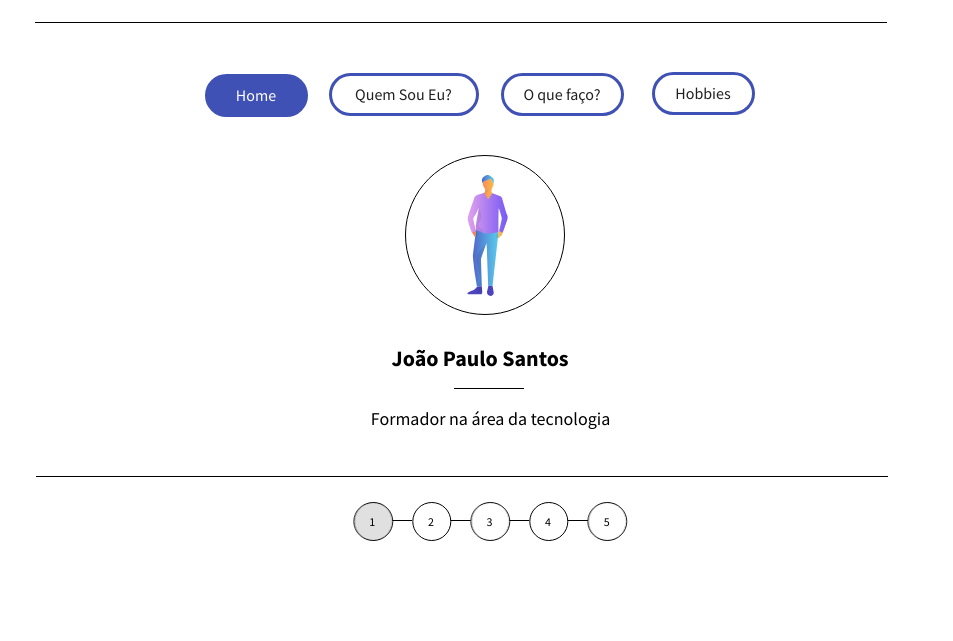 Home Quem Sou Eu? O que faço? Hobbies
João Paulo Santos
Formador na área da tecnologia
1 2 3 4 5